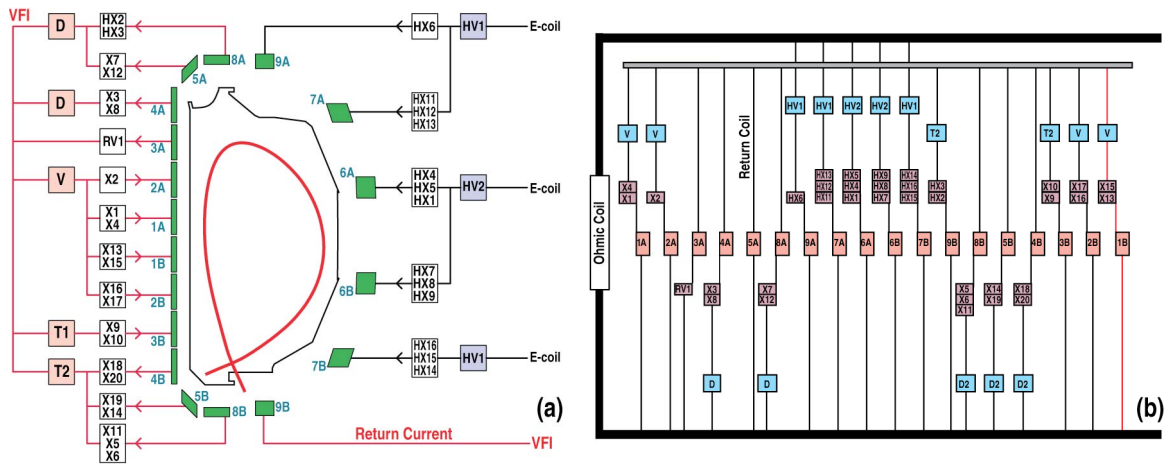 VFI
D
HX2
HX3
X7
X12
8A
5A
9A
HX6
HV1
E-coil
D
X3
X8
4A
7A
HX11
HX12
HX13
RV1
3A
V
X2
2A
6A
HX4
HX5
HX1
HV2
E-coil
X1
X4
1A
X13
X15
1B
X16
X17
2B
6B
HX7
HX8
HX9
T1
X9
X10
3B
T2
X18
X20
4B
7B
HX16
HX15
HX14
HV1
E-coil
X19
X14
5B
8B
9B
X11
X5
X6
Return Current
VFI
(a)
Ohmic Coil
Return Coil
HV1
HV1
HV2
HV2
HV1
V
V
T2
T2
V
V
X4
X1
X2
HX6
HX13
HX12
HX11
HX5
HX4
HX1
HX9
HX8
HX7
HX14
HX16
HX15
HX3
HX2
X10
X9
X17
X16
X15
X13
1A
2A
3A
4A
5A
8A
9A
7A
6A
6B
7B
9B
8B
5B
4B
3B
2B
1B
RV1
X3
X8
X7
X12
X5
X6
X11
X14
X19
X18
X20
D
D
D2
D2
D2
(b)